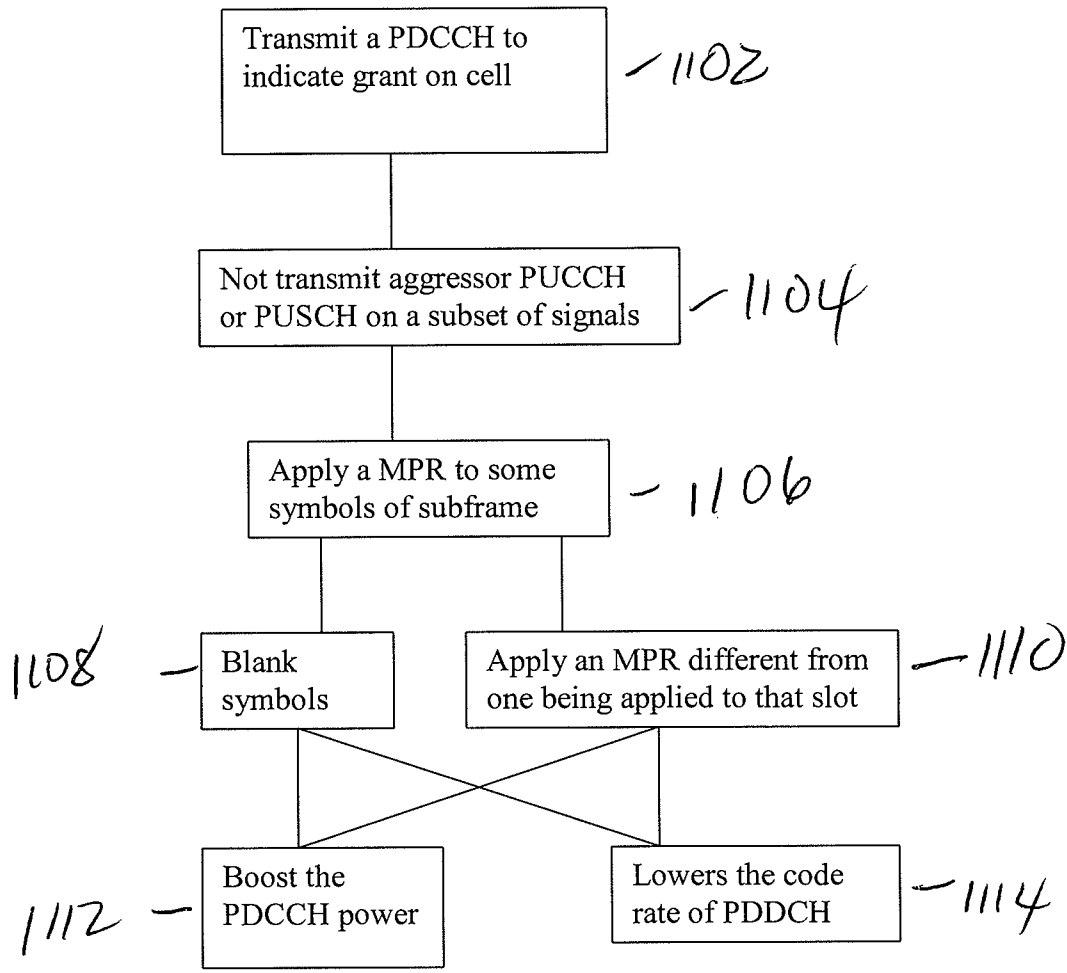 Transmit a PDCCH to
indicate grant on cell
1102
Not transmit aggressor PUCCH
or PUSCH on a subset of signals
1104
Apply a MPR to some
symbols of subframe
1106
1108
Blank
symbols
Apply an MPR different from
one being applied to that slot
1110
1112
Boost the
PDCCH power
Lowers the code
rate of PDDCH
1114